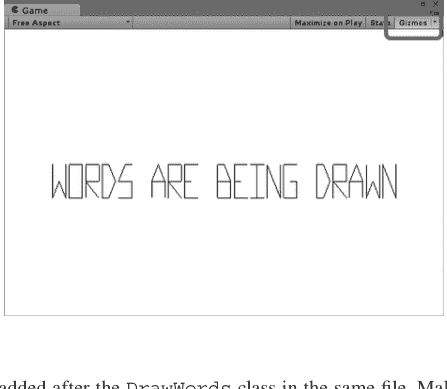 Game
Free Aspect Maximize on Play Stats Gizmos
WORDS ARE BEING DRAWN
added after the DrawWords class in the same file. Mak